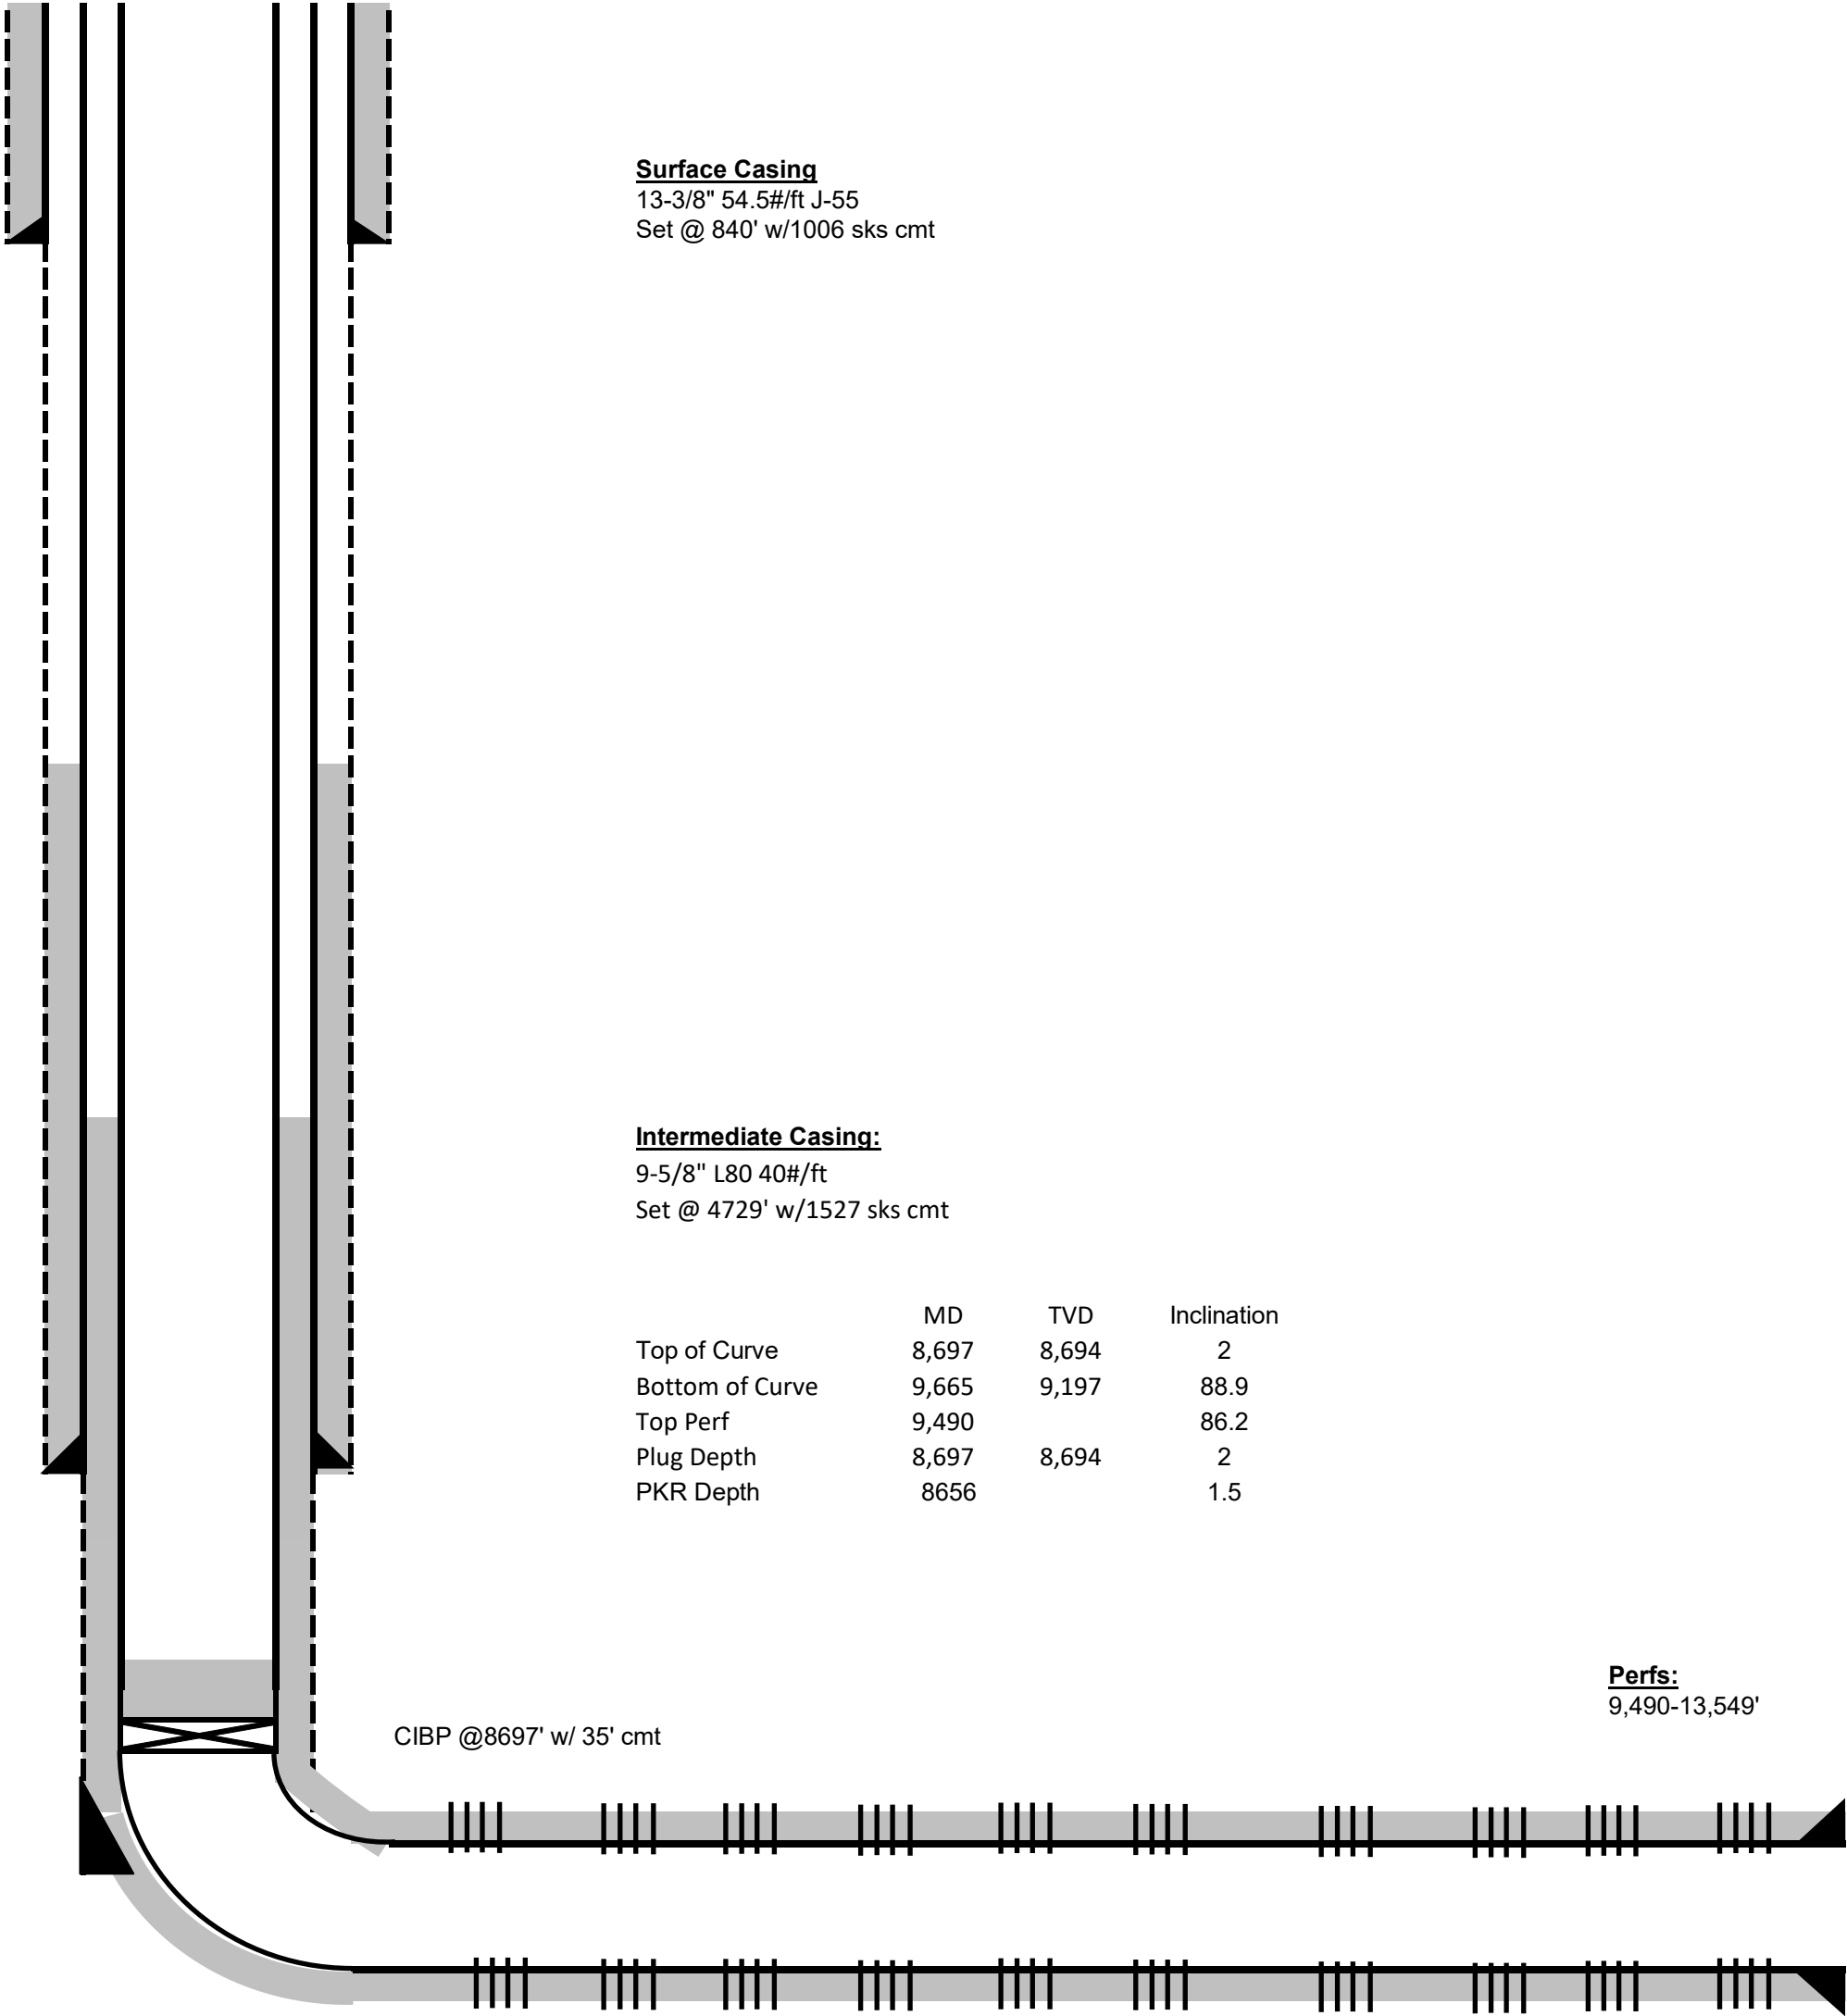 Surface Casing
13-3/8" 54.5#/ft J-55
Set @ 840' w/1006 sks cmt
Intermediate Casing:
9-5/8" L80 40#/ft
Set @ 4729' w/1527 sks cmt
MD TVD Inclination
Top of Curve 8,697 8,694 2
Bottom of Curve 9,665 9,197 88.9
Top Perf 9,490 86.2
Plug Depth 8,697 8,694 2
PKR Depth 8656 1.5
Perfs:
9,490-13,549'
CIBP @8697' w/ 35' cmt